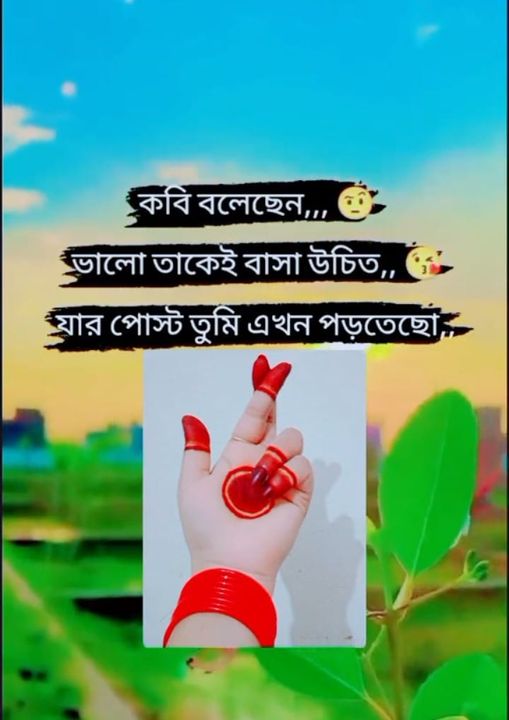 কবি বলেছেন,,, 🤨
ভালো তাকেই বাসা উচিত,, 😘
যার পোস্ট তুমি এখন পড়তেছো,,